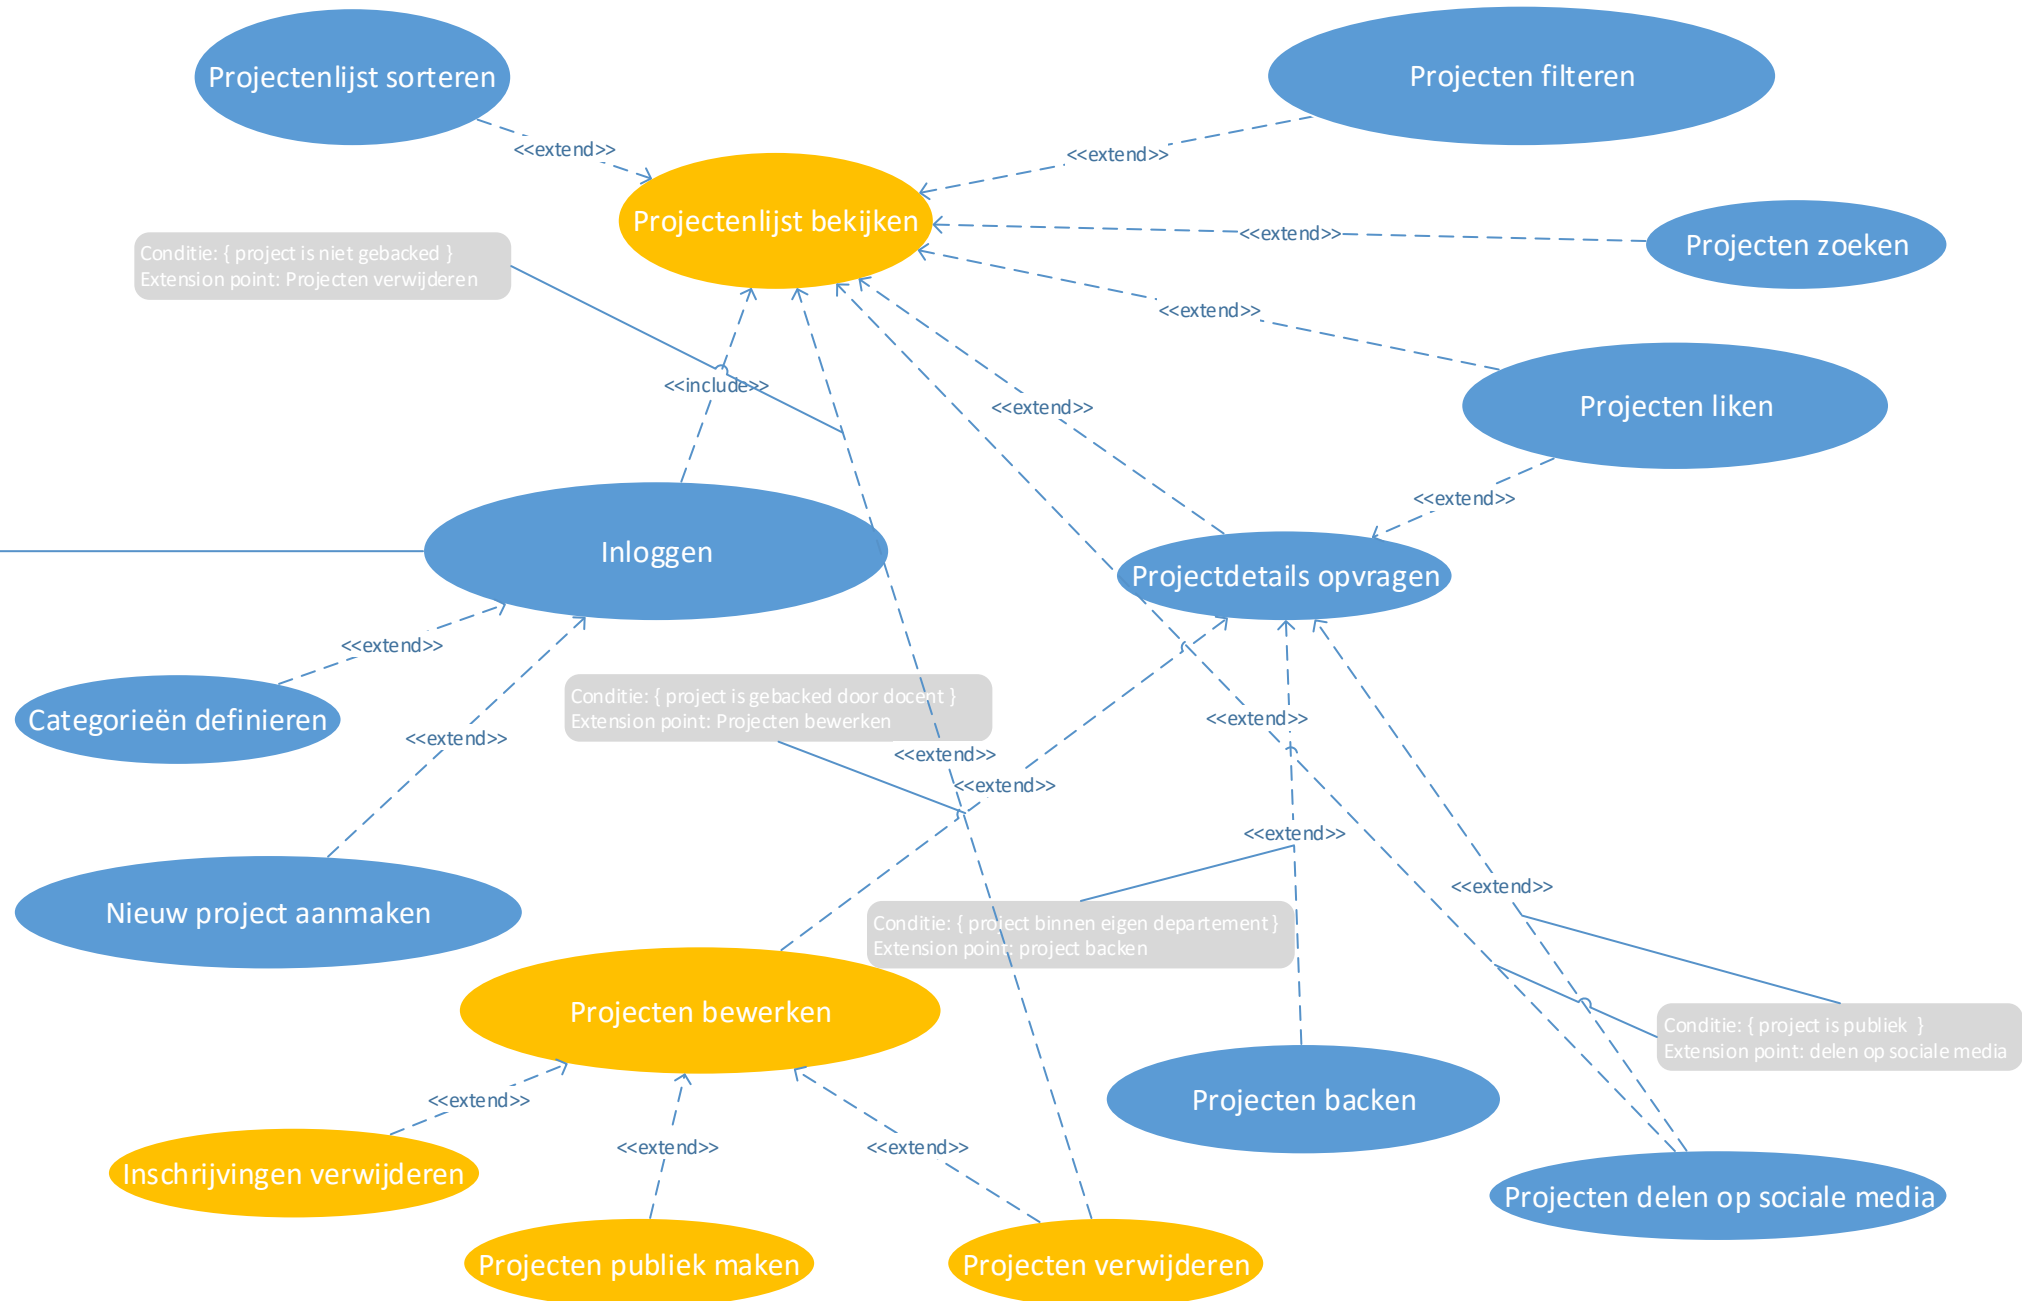 Projectenlijst sorteren
Projecten filteren
<<extend>>
<<extend>>
Projectenlijst bekijken
<<extend>>
Projecten zoeken
Conditie: { project is niet gebacked }
Extension point: Projecten verwijderen
<<extend>>
<<include>>
<<extend>>
Projecten liken
<<extend>>
Inloggen
Projectdetails opvragen
<<extend>>
Conditie: { project is gebacked door docent }
Extension point: Projecten bewerken
Categorieën definieren
<<extend>>
<<extend>>
<<extend>>
<<extend>>
<<extend>>
<<extend>>
Nieuw project aanmaken
Conditie: { project binnen eigen departement }
Extension point: project backen
Projecten bewerken
Conditie: { project is publiek }
Extension point: delen op sociale media
<<extend>>
Projecten backen
<<extend>>
<<extend>>
Inschrijvingen verwijderen
Projecten delen op sociale media
Projecten publiek maken
Projecten verwijderen